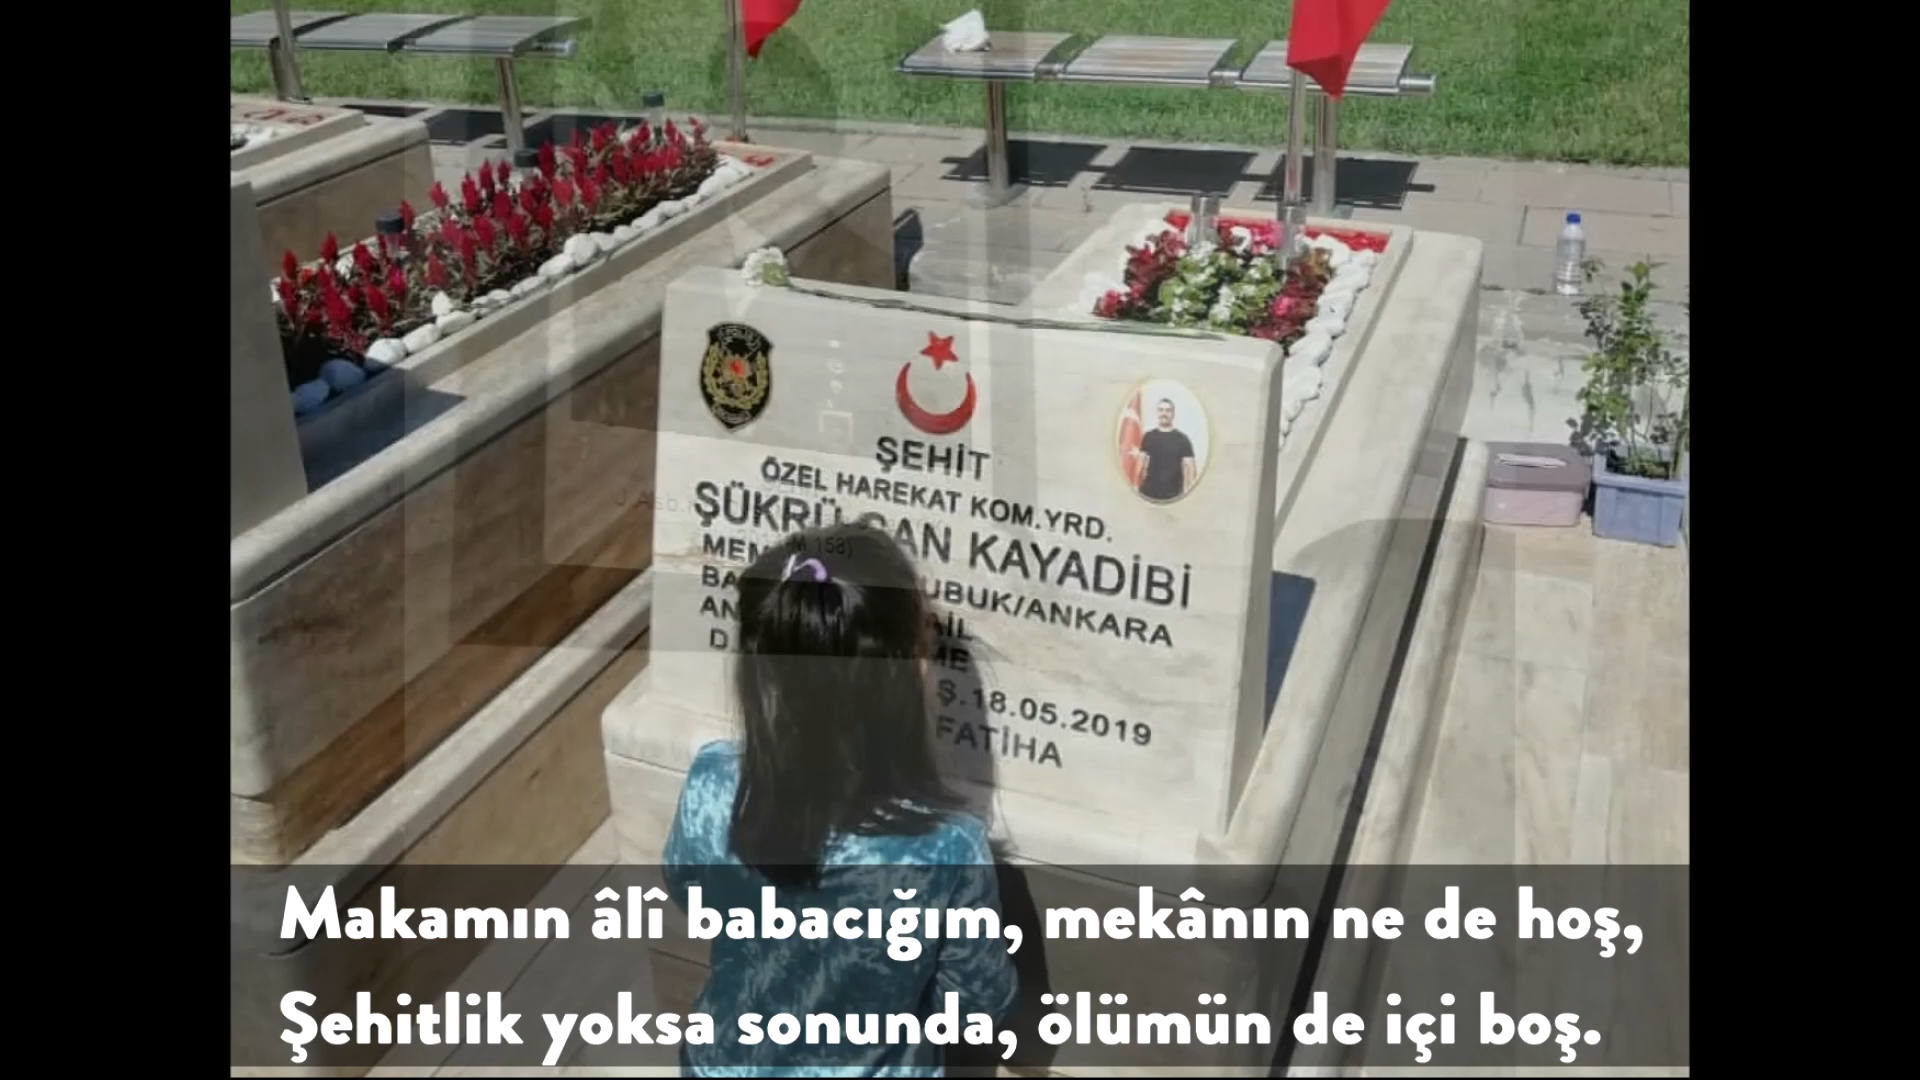 ŞEHİT
ÖZEL HAREKAT KOM.YRD.
ŞÜKRÜ CAN KAYADİBİ
UBUK/ANKARA
Ş.18.05.2019
FATİHA
Makamın âlî babacığım, mekânın ne de hoş,
Şehitlik yoksa sonunda, ölümün de içi boş.